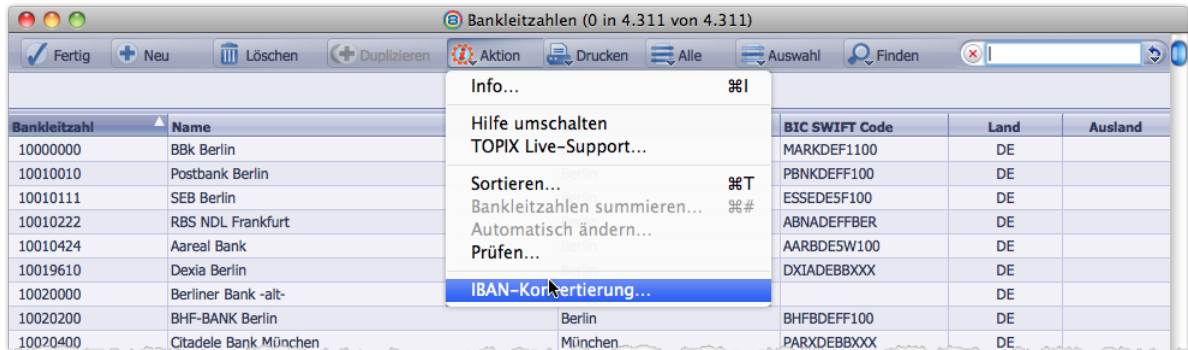 Bankleitzahlen (0 in 4.311 von 4.311)
Fertig Neu Löschen Duplizieren Aktion Drucken Alle Auswahl Finden
Info... ⌘I
Hilfe umschalten
TOPIX Live-Support...
Sortieren... ⌘T
Bankleitzahlen summieren... ⌘#
Automatisch ändern...
Prüfen...
IBAN-Konvertierung...
Bankleitzahl Name BIC SWIFT Code Land Ausland
10000000 BBk Berlin MARKDEF1100 DE
10010010 Postbank Berlin Berlin PBNKDEFF100 DE
10010111 SEB Berlin ESSEDE5F100 DE
10010222 RBS NDL Frankfurt ABNADEFFBER DE
10010424 Aareal Bank AARBDE5W100 DE
10019610 Dexia Berlin DXIADEBBXXX DE
10020000 Berliner Bank -alt- DE
10020200 BHF-BANK Berlin Berlin BHFBDEFF100 DE
10020400 Citadele Bank München München PARXDEBBXXX DE